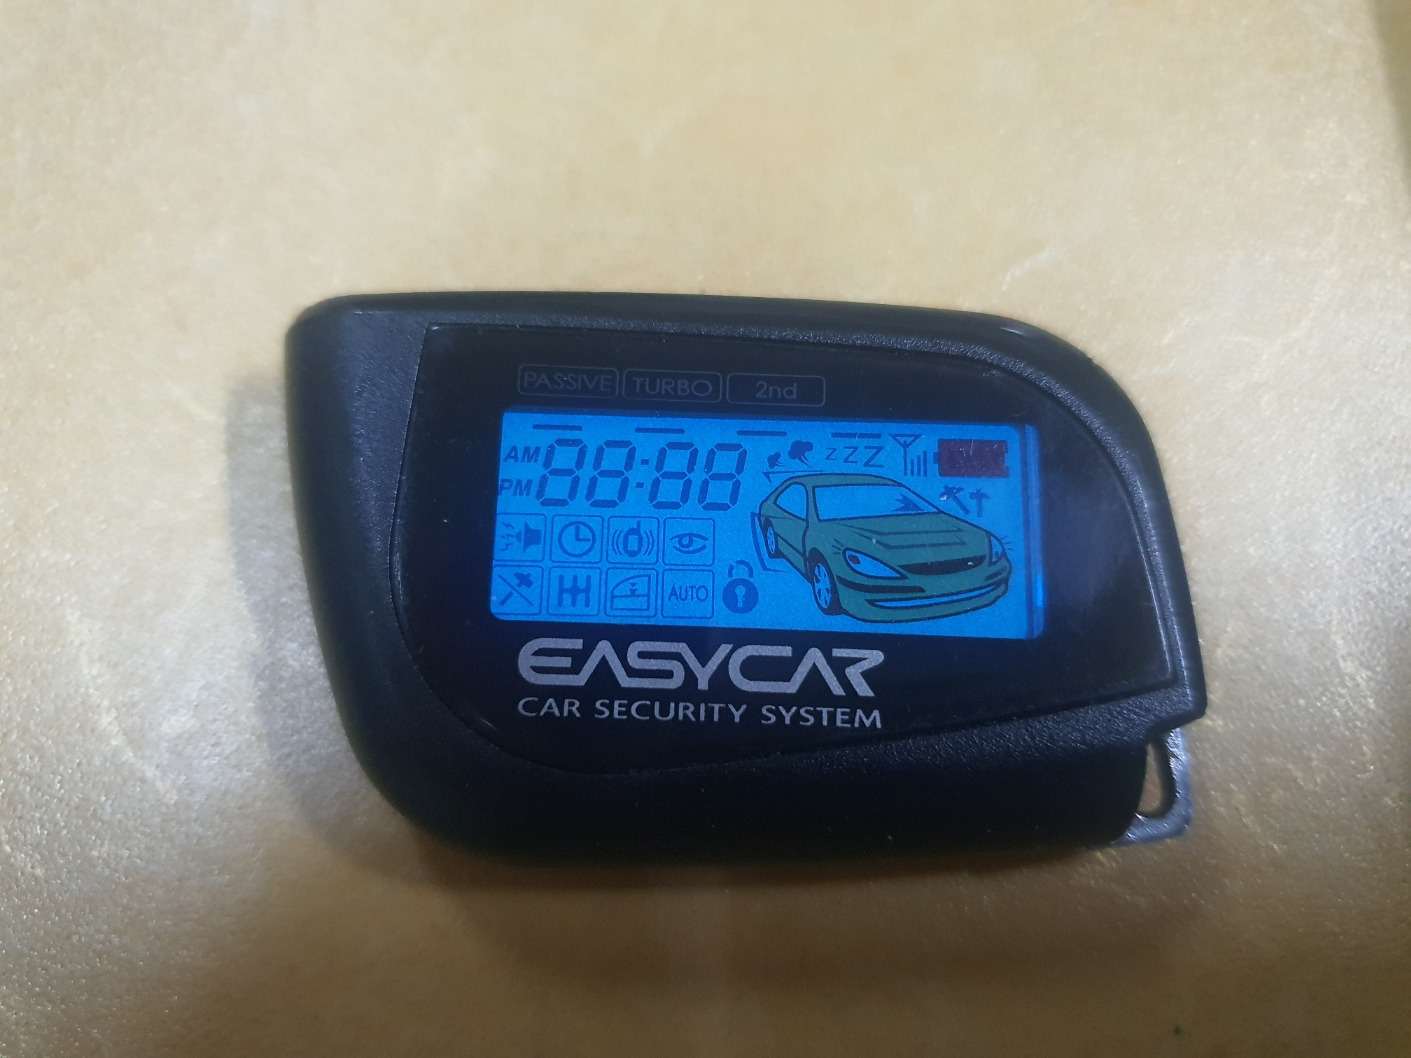 PASSIVE TURBO 2nd
AM 88:88 zzZ
PM
AUTO
EASYCAR
CAR SECURITY SYSTEM